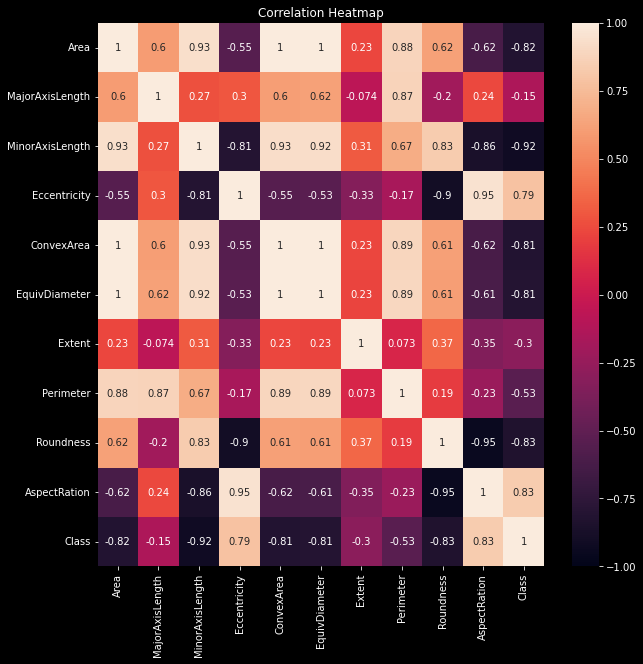 Correlation Heatmap
Area 1 0.6 0.93 -0.55 1 1 0.23 0.88 0.62 -0.62 -0.82
MajorAxisLength 0.6 1 0.27 0.3 0.6 0.62 -0.074 0.87 -0.2 0.24 -0.15
MinorAxisLength 0.93 0.27 1 -0.81 0.93 0.92 0.31 0.67 0.83 -0.86 -0.92
Eccentricity -0.55 0.3 -0.81 1 -0.55 -0.53 -0.33 -0.17 -0.9 0.95 0.79
ConvexArea 1 0.6 0.93 -0.55 1 1 0.23 0.89 0.61 -0.62 -0.81
EquivDiameter 1 0.62 0.92 -0.53 1 1 0.23 0.89 0.61 -0.61 -0.81
Extent 0.23 -0.074 0.31 -0.33 0.23 0.23 1 0.073 0.37 -0.35 -0.3
Perimeter 0.88 0.87 0.67 -0.17 0.89 0.89 0.073 1 0.19 -0.23 -0.53
Roundness 0.62 -0.2 0.83 -0.9 0.61 0.61 0.37 0.19 1 -0.95 -0.83
AspectRation -0.62 0.24 -0.86 0.95 -0.62 -0.61 -0.35 -0.23 -0.95 1 0.83
Class -0.82 -0.15 -0.92 0.79 -0.81 -0.81 -0.3 -0.53 -0.83 0.83 1
Area
MajorAxisLength
MinorAxisLength
Eccentricity
ConvexArea
EquivDiameter
Extent
Perimeter
Roundness
AspectRation
Class
1.00
0.75
0.50
0.25
0.00
-0.25
-0.50
-0.75
-1.00